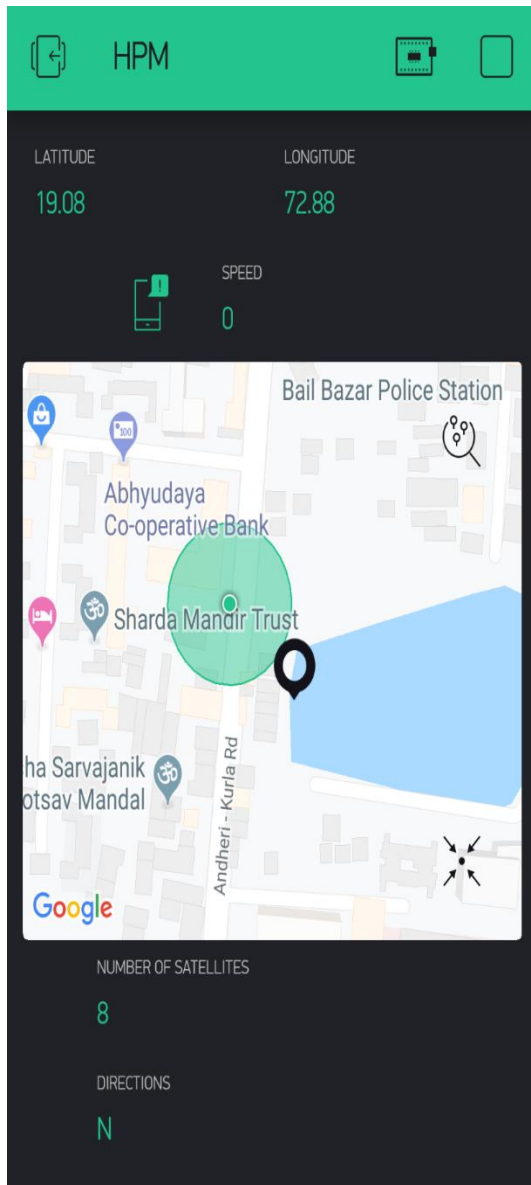 HPM
LATITUDE
LONGITUDE
19.08
72.88
SPEED
0
Bail Bazar Police Station
100
Abhyudaya
Co-operative Bank
Sharda Mandir Trust
ha Sarvajanik
otsav Mandal
Andheri - Kurla Rd
Google
NUMBER OF SATELLITES
8
DIRECTIONS
N